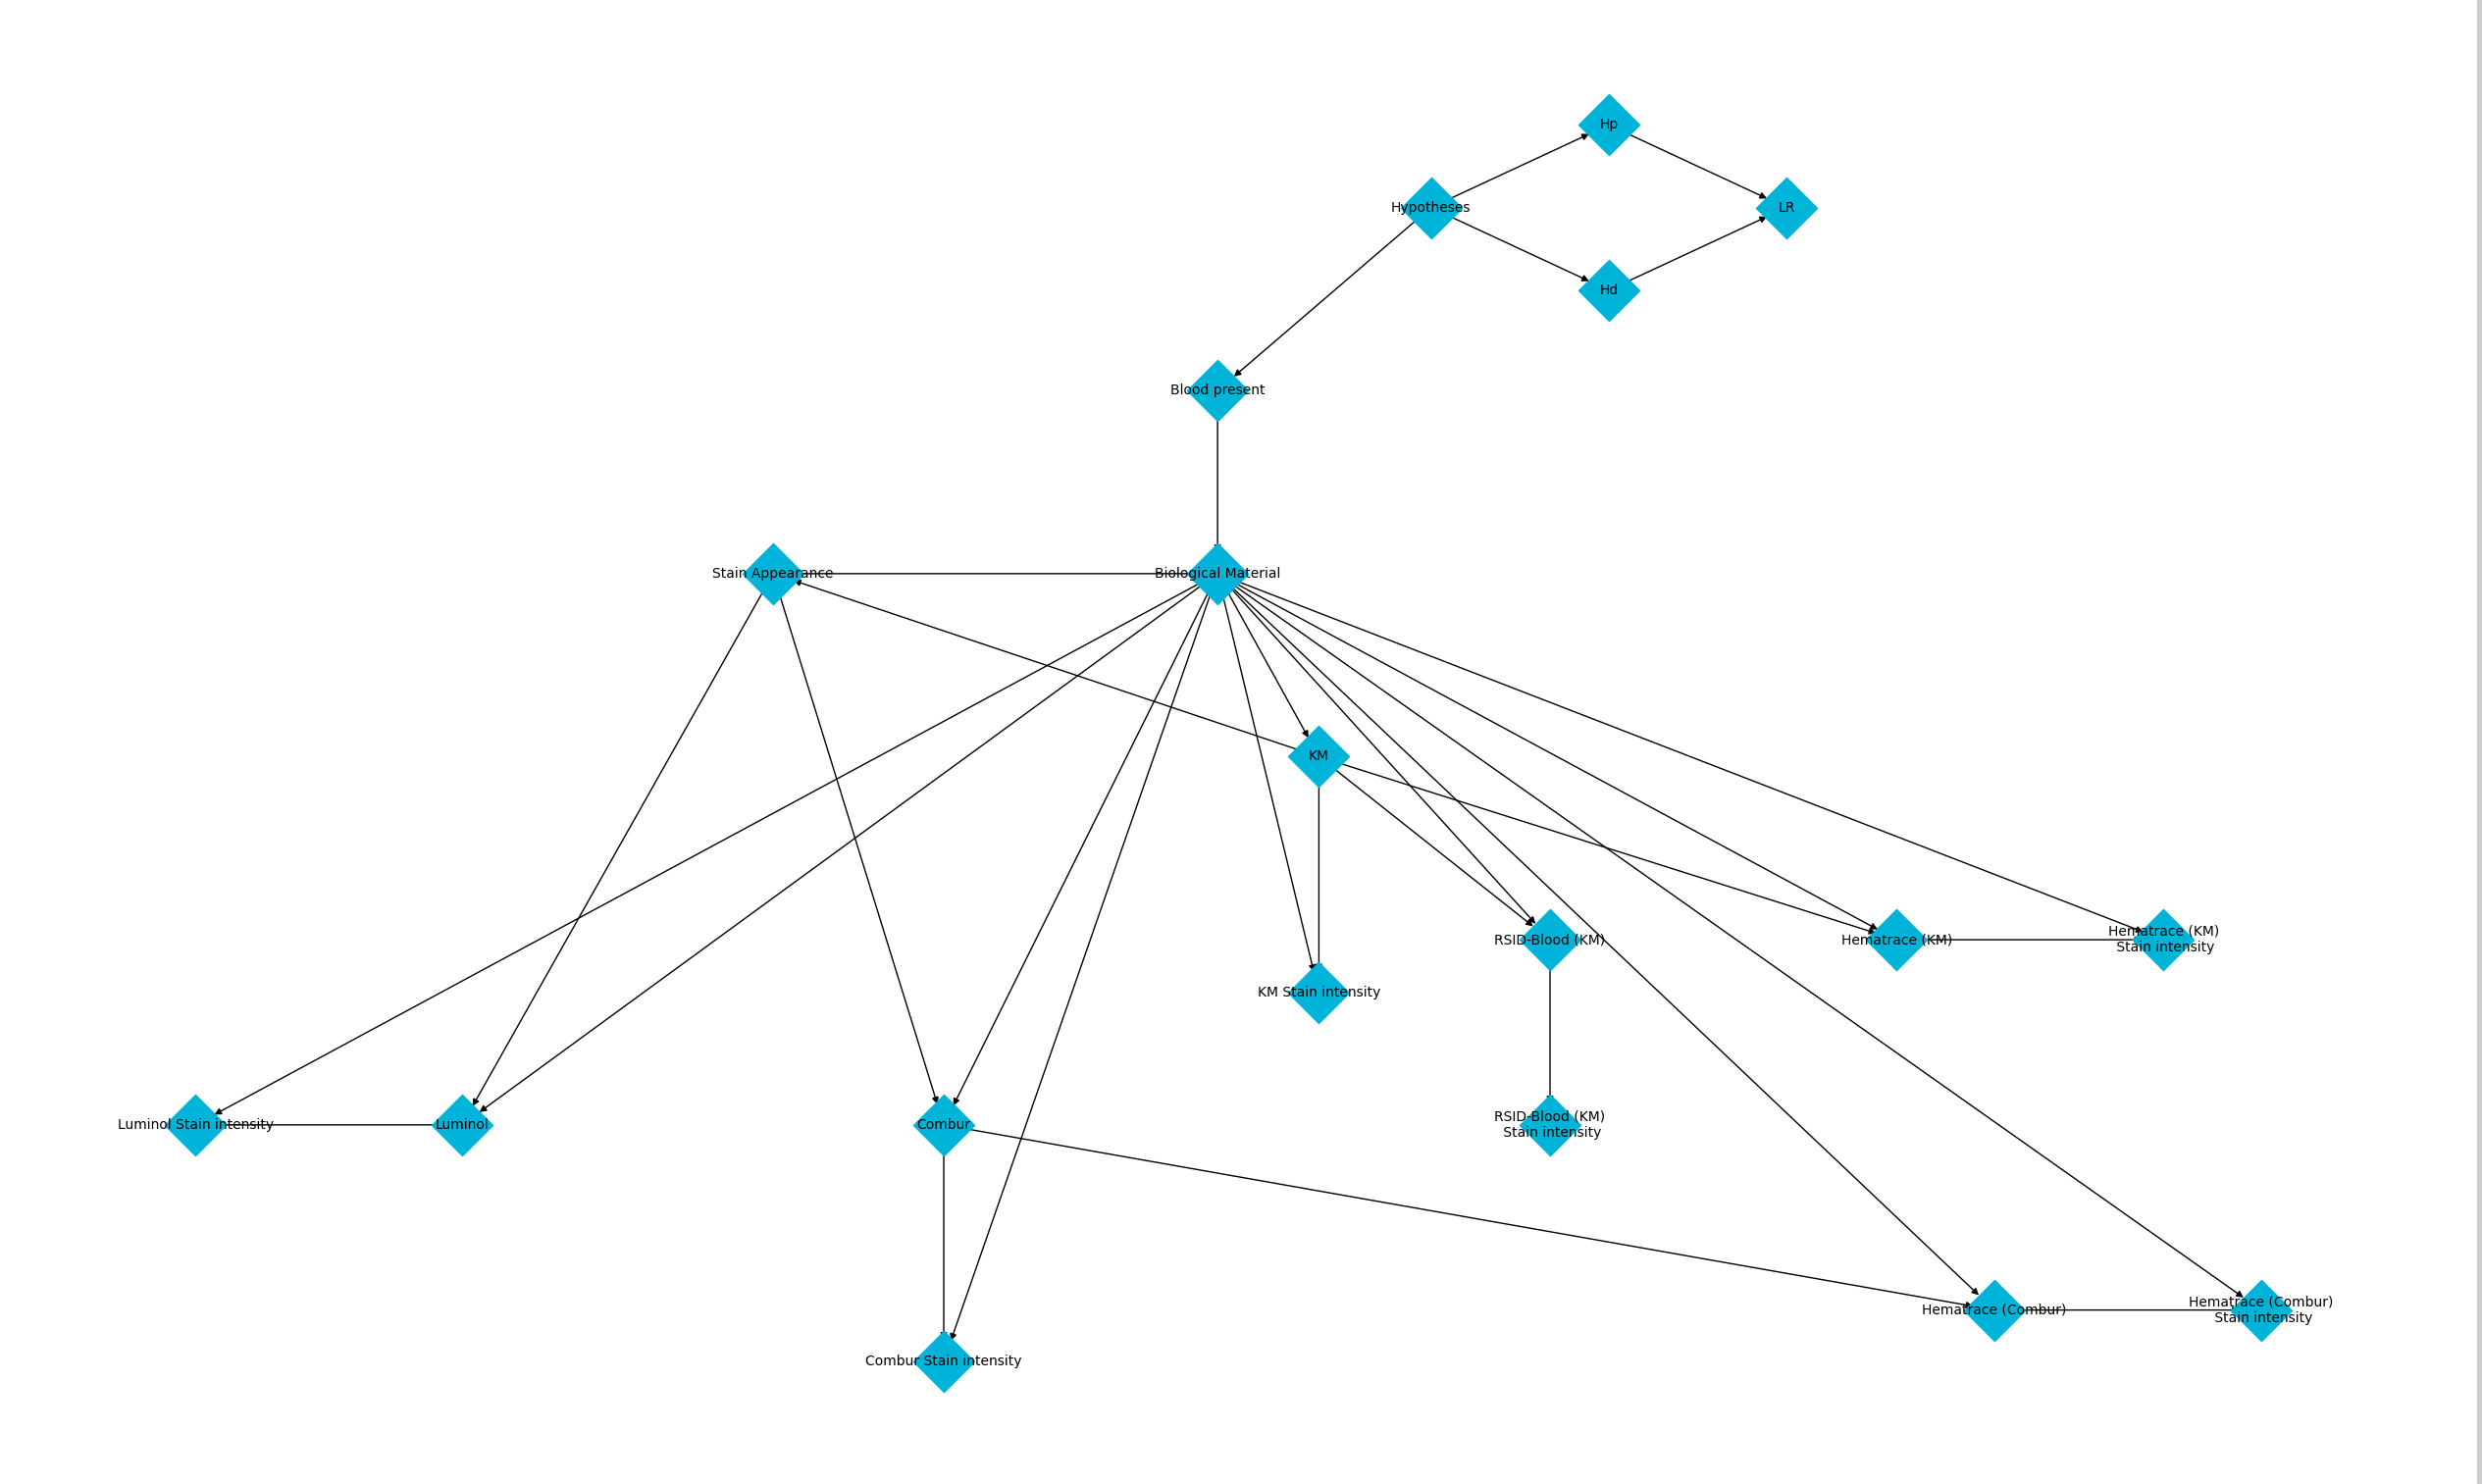 Hp
Hypotheses
LR
Hd
Blood present
Stain Appearance
Biological Material
KM
RSID-Blood (KM)
Hematrace (KM)
Hematrace (KM)
Stain intensity
KM Stain intensity
Luminol Stain intensity
Luminol
Combur
RSID-Blood (KM)
Stain intensity
Hematrace (Combur)
Hematrace (Combur)
Stain intensity
Combur Stain intensity